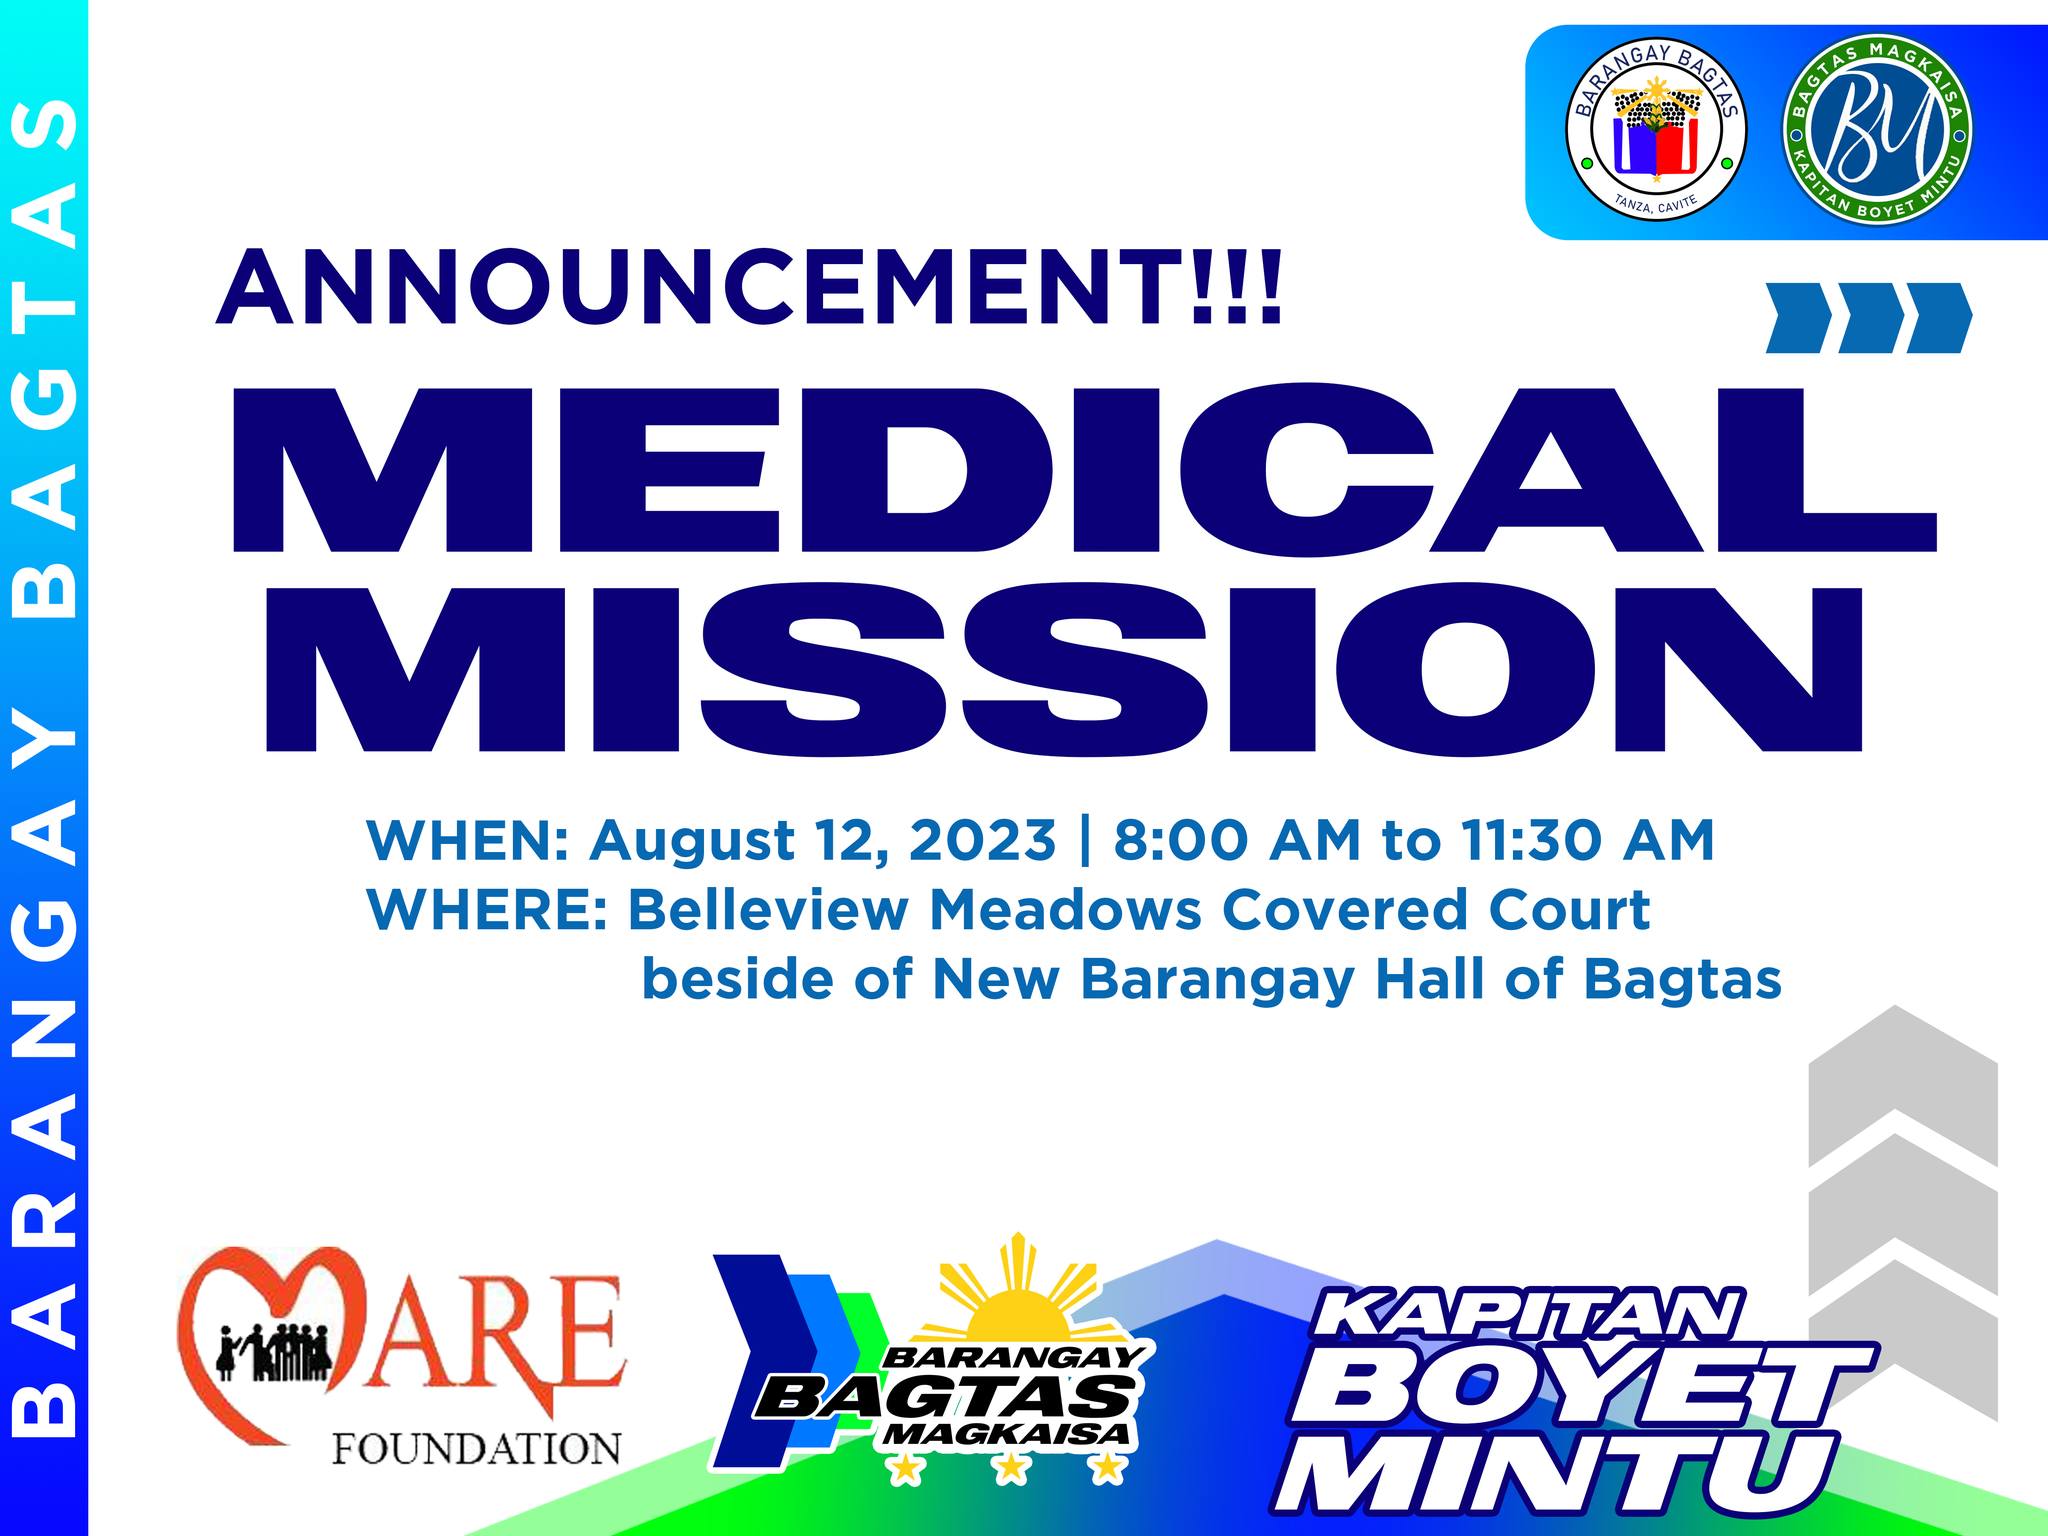 BARANGAY BAGTAS
BARANGAY BAGTAS
TANZA, CAVITE
BAGTAS MAGKAISA
BM
KAPITAN BOYET MINTU
ANNOUNCEMENT!!!
MEDICAL
MISSION
WHEN: August 12, 2023 | 8:00 AM to 11:30 AM
WHERE: Belleview Meadows Covered Court
beside of New Barangay Hall of Bagtas
MARE
FOUNDATION
BARANGAY
BAGTAS
MAGKAISA
KAPITAN
BOYET
MINTU